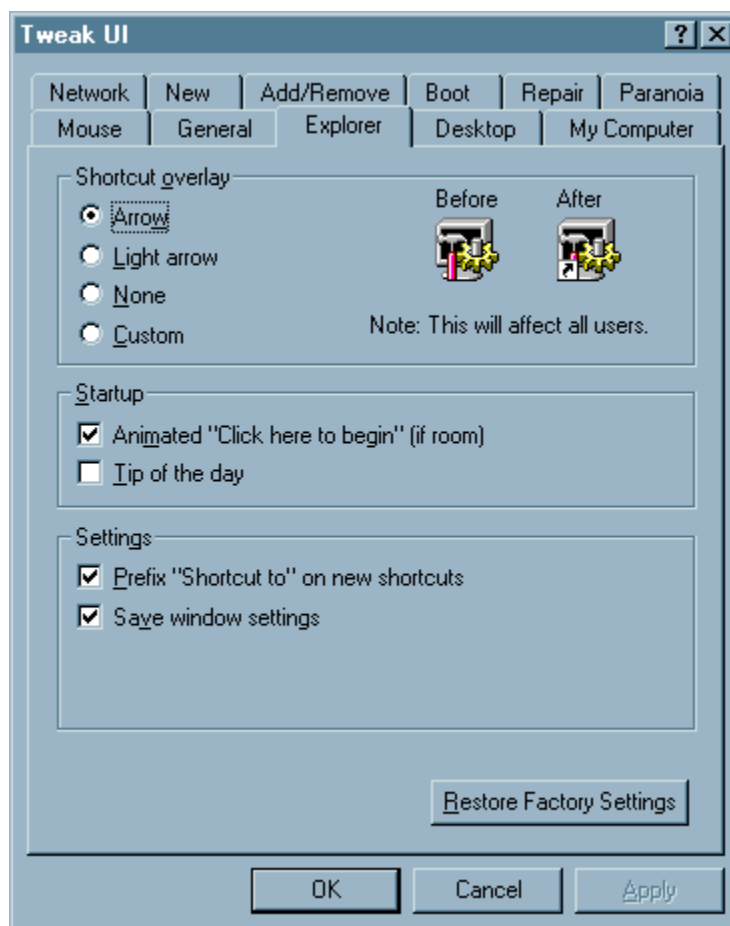 Tweak UI
Network New Add/Remove Boot Repair Paranoia
Mouse General Explorer Desktop My Computer
Shortcut overlay
Before After
Arrow
Light arrow
None
Custom
Note: This will affect all users.
Startup
Animated "Click here to begin" (if room)
Tip of the day
Settings
Prefix "Shortcut to" on new shortcuts
Save window settings
Restore Factory Settings
OK Cancel Apply